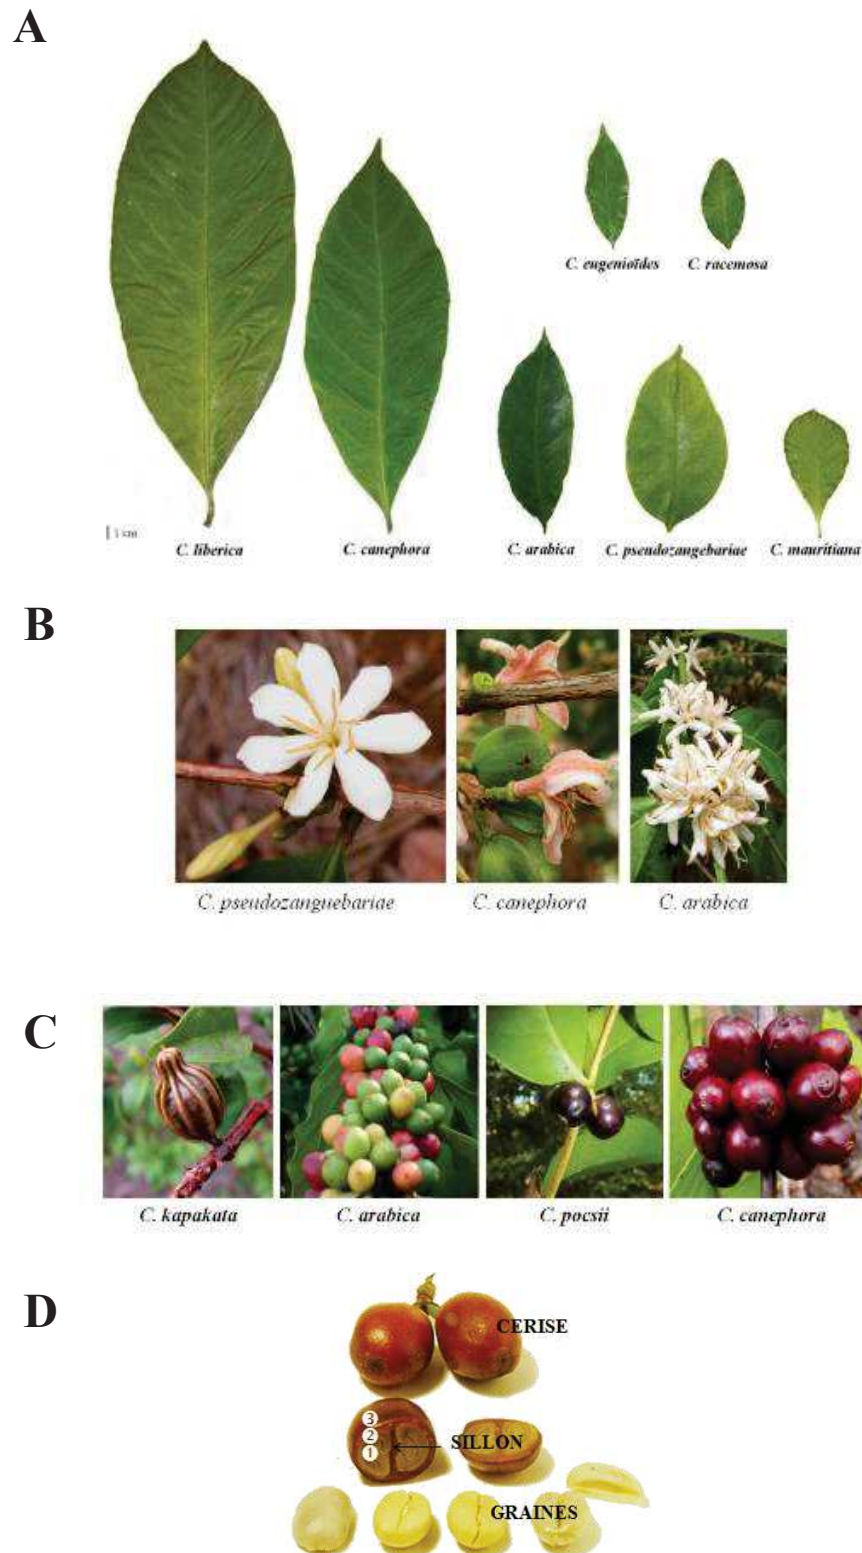 A
C. eugenioïdes C. racemosa
1 cm
C. liberica C. canephora C. arabica C. pseudozangebariae C. mauritiana
B
C. pseudozanguebariae C. canephora C. arabica
C
C. kapakata C. arabica C. pocsii C. canephora
D
CERISE
3
2
1
SILLON
GRAINES